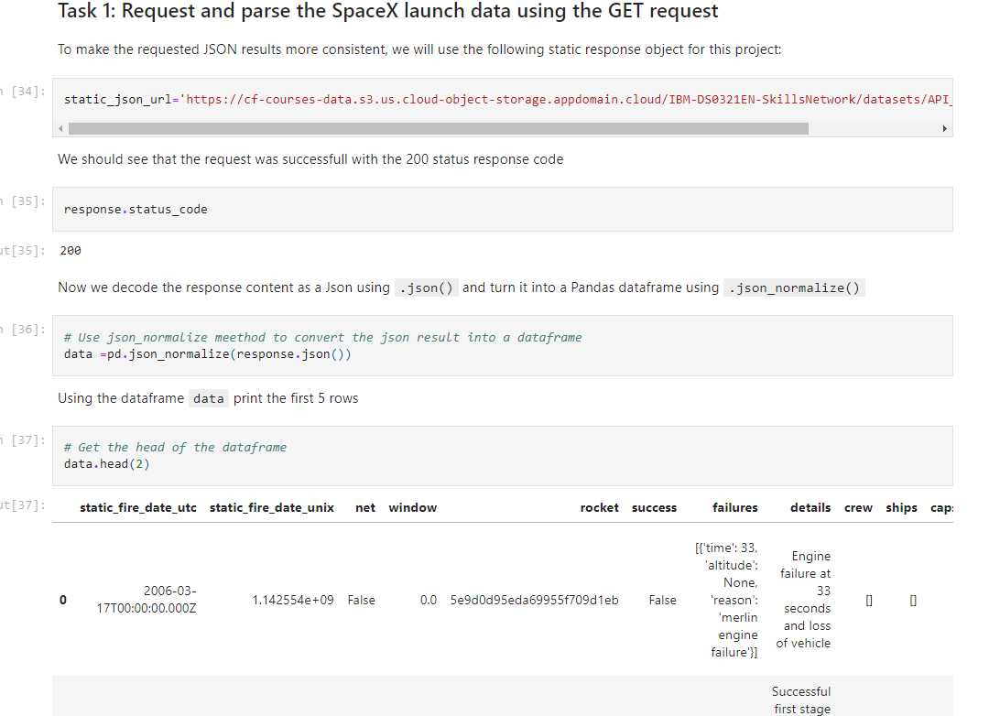 Task 1: Request and parse the SpaceX launch data using the GET request
To make the requested JSON results more consistent, we will use the following static response object for this project:
[34]:
static_json_url='https://cf-courses-data.s3.us.cloud-object-storage.appdomain.cloud/IBM-DS0321EN-SkillsNetwork/datasets/API_
We should see that the request was successfull with the 200 status response code
[35]:
response.status_code
ut[35]:
200
Now we decode the response content as a Json using .json() and turn it into a Pandas dataframe using .json_normalize()
[36]:
# Use json_normalize meethod to convert the json result into a dataframe
data =pd.json_normalize(response.json())
Using the dataframe data print the first 5 rows
[37]:
# Get the head of the dataframe
data.head(2)
ut[37]:
static_fire_date_utc static_fire_date_unix net window rocket success failures details crew ships caps
0
2006-03-
17T00:00:00.000Z
1.142554e+09 False 0.0 5e9d0d95eda69955f709d1eb False
[{'time': 33,
'altitude':
None,
'reason':
'merlin
engine
failure'}]
Engine
failure at
33
seconds
and loss
of vehicle
[] []
Successful
first stage